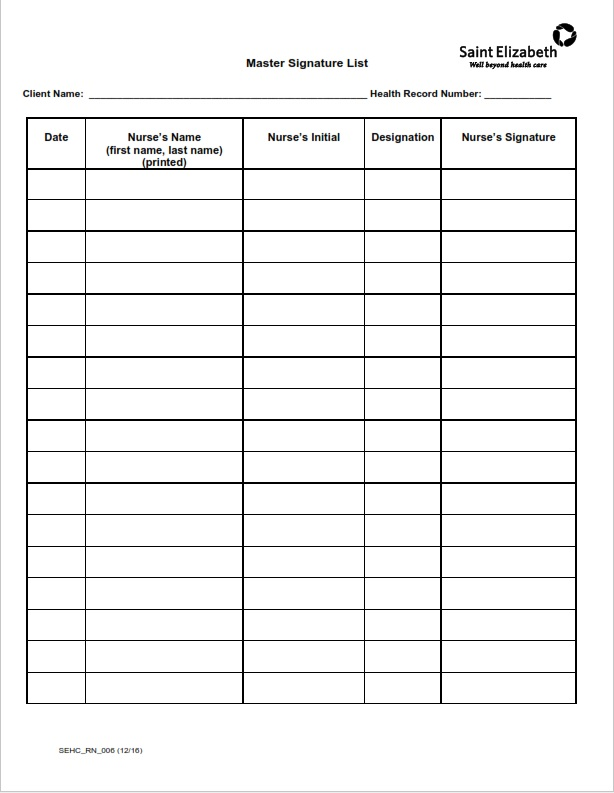 Saint Elizabeth
Well beyond health care
Master Signature List
Client Name: ______________________________________________ Health Record Number: ___________
Date Nurse's Name Nurse's Initial Designation Nurse's Signature
(first name, last name)
(printed)
SEHC_RN_006 (12/16)